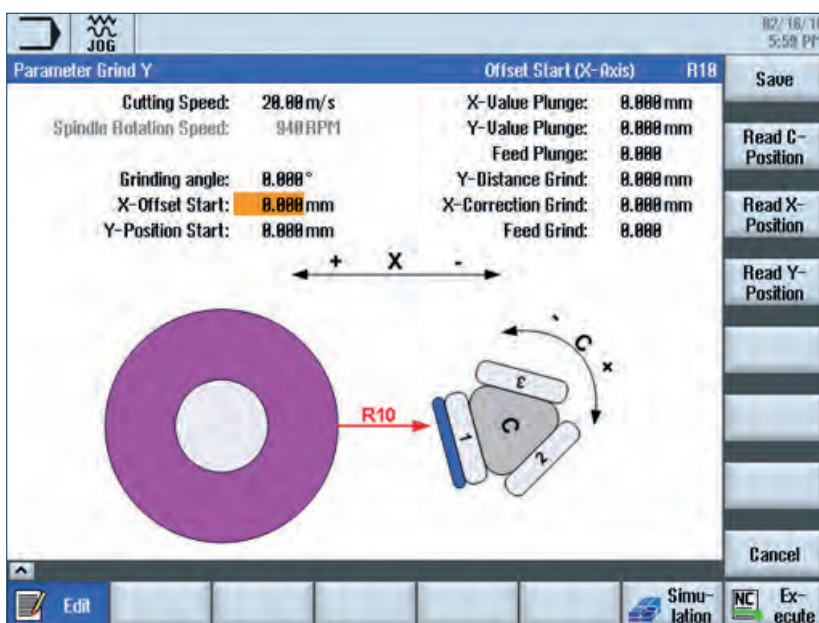 02/16/1
JOG
5:59 PM
Parameter Grind Y Offset Start (X-Axis) R10
Save
Cutting Speed: 20.00 m/s X-Value Plunge: 0.000 mm
Spindle Rotation Speed: 940 RPM Y-Value Plunge: 0.000 mm
Feed Plunge: 0.000
Read C-
Position
Grinding angle: 0.000 ° Y-Distance Grind: 0.000 mm
X-Offset Start: 0.000 mm X-Correction Grind: 0.000 mm
Y-Position Start: 0.000 mm Feed Grind: 0.000
Read X-
Position
+ X -
Read Y-
Position
- C +
3
R10
1
C
2
Cancel
Edit
Simu-
lation
NC Ex-
ecute